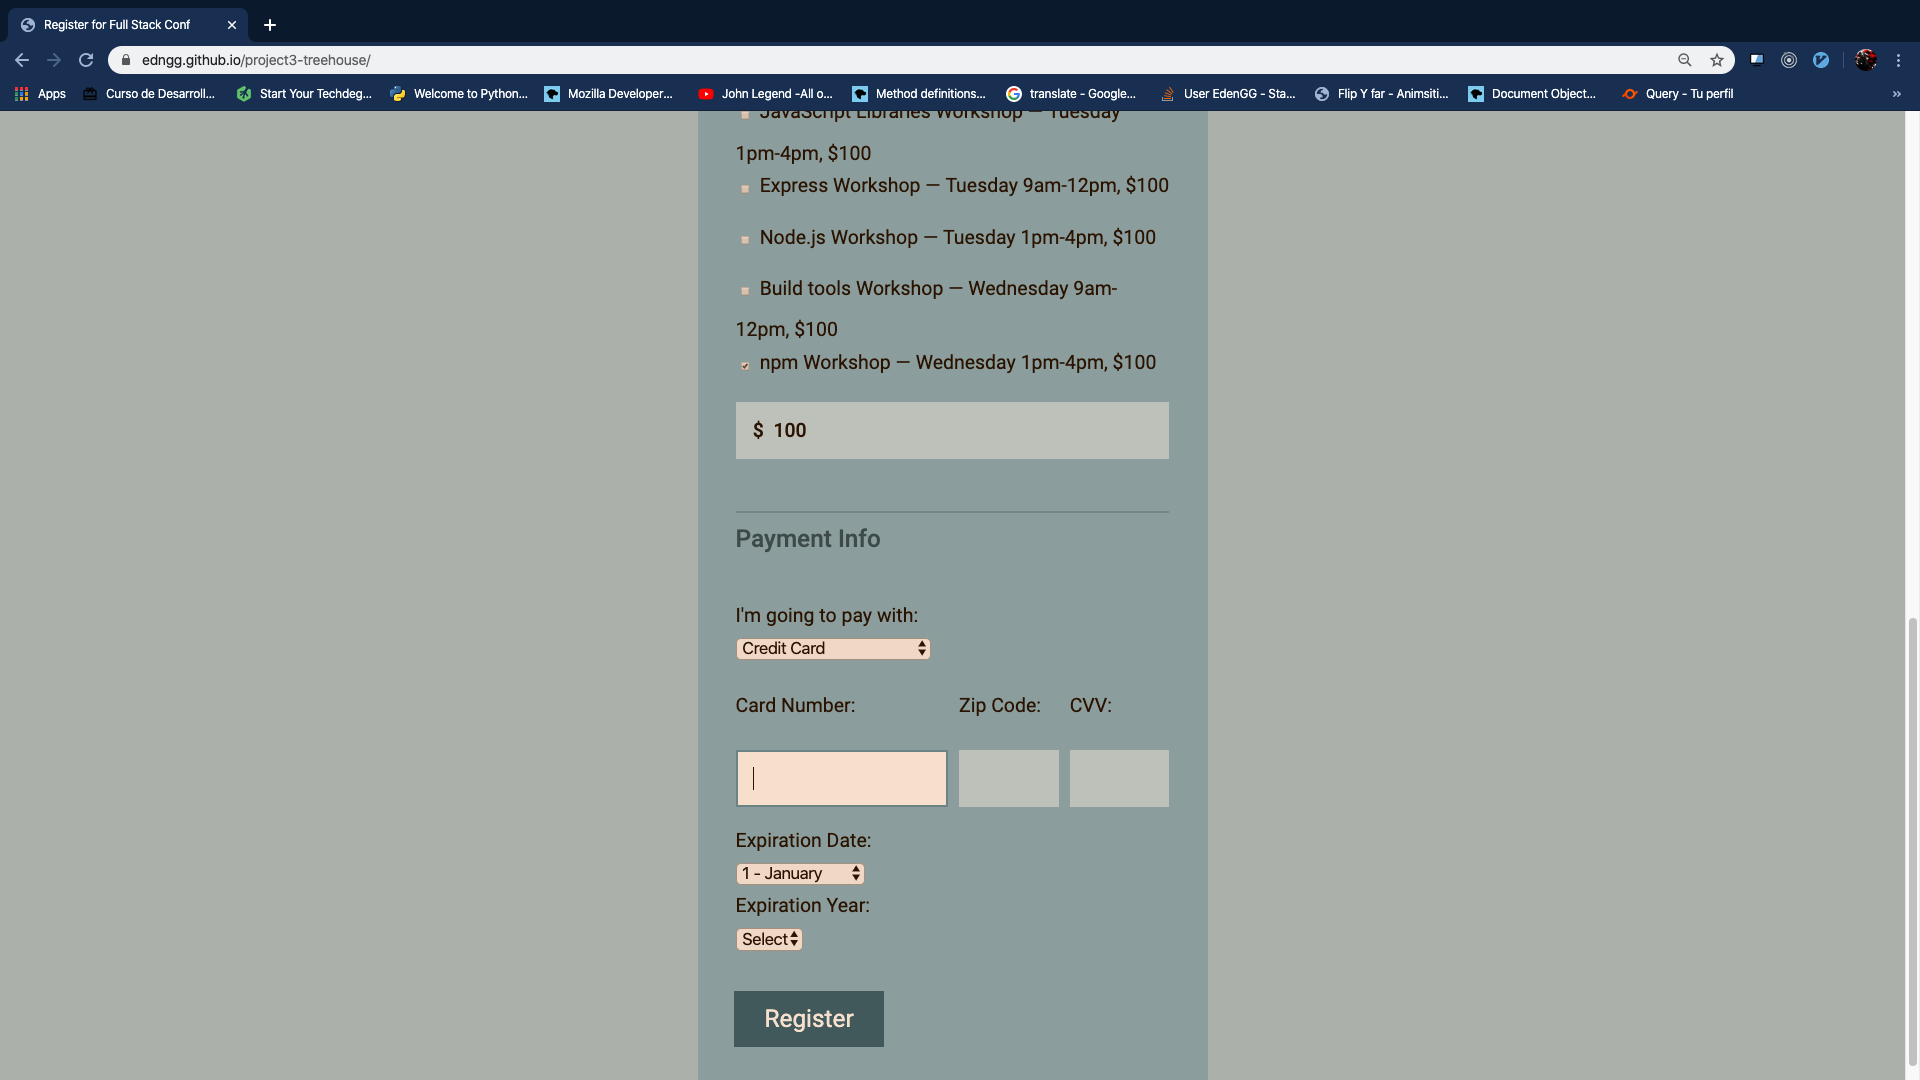 Register for Full Stack Conf
edngg.github.io/project3-treehouse/
Apps Curso de Desarroll... Start Your Techdeg... Welcome to Python... Mozilla Developer... John Legend -All o... Method definitions... translate - Google... User EdenGG - Sta... Flip Y far - Animsiti... Document Object... Query - Tu perfil »
JavaScript Libraries Workshop — Tuesday
1pm-4pm, $100
Express Workshop — Tuesday 9am-12pm, $100
Node.js Workshop — Tuesday 1pm-4pm, $100
Build tools Workshop — Wednesday 9am-
12pm, $100
npm Workshop — Wednesday 1pm-4pm, $100
$ 100
Payment Info
I'm going to pay with:
Credit Card
Card Number: Zip Code: CVV:
Expiration Date:
1 - January
Expiration Year:
Select
Register